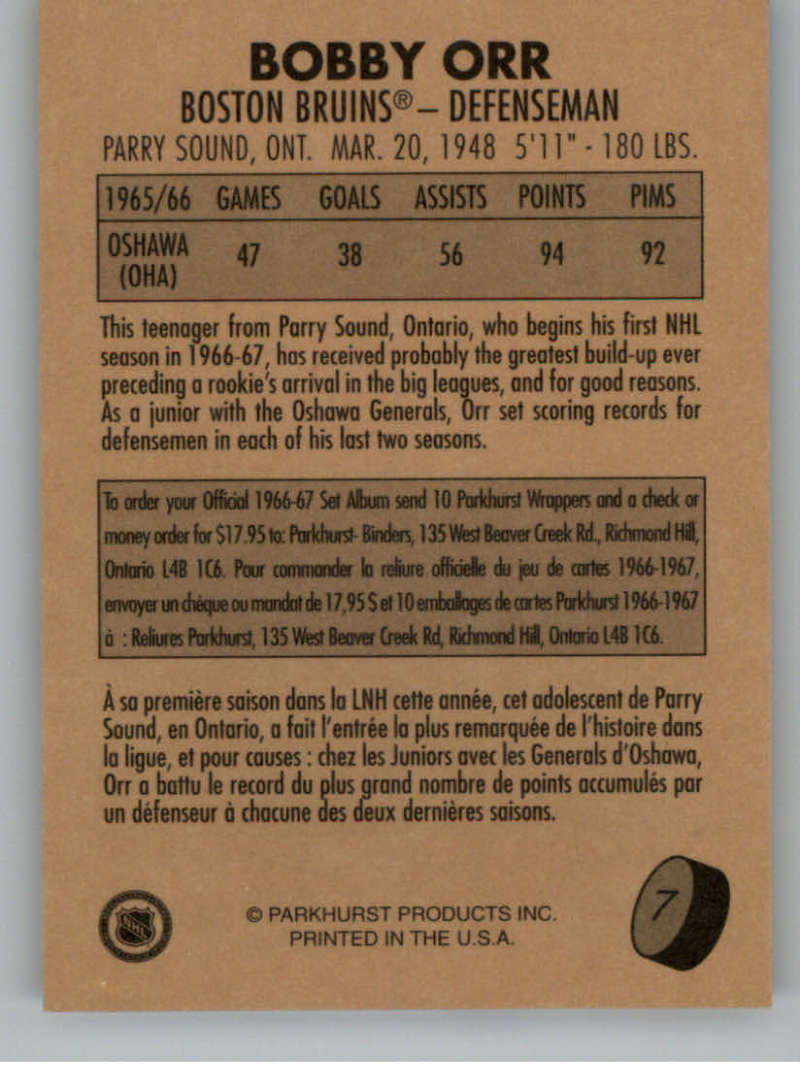 BOBBY ORR
BOSTON BRUINS® – DEFENSEMAN
PARRY SOUND, ONT. MAR. 20, 1948 5'11" - 180 LBS.
1965/66 GAMES GOALS ASSISTS POINTS PIMS
OSHAWA (OHA) 47 38 56 94 92
This teenager from Parry Sound, Ontario, who begins his first NHL
season in 1966-67, has received probably the greatest build-up ever
preceding a rookie's arrival in the big leagues, and for good reasons.
As a junior with the Oshawa Generals, Orr set scoring records for
defensemen in each of his last two seasons.
To order your Official 1966-67 Set Album send 10 Parkhurst Wrappers and a check or
money order for $17.95 to: Parkhurst- Binders, 135 West Beaver Creek Rd., Richmond Hill,
Ontario L4B 1C6. Pour commander la reliure officielle du jeu de cartes 1966-1967,
envoyer un chèque ou mandat de 17,95 $ et 10 emballages de cartes Parkhurst 1966-1967
à : Reliures Parkhurst, 135 West Beaver Creek Rd, Richmond Hill, Ontario L4B 1C6.
À sa première saison dans la LNH cette année, cet adolescent de Parry
Sound, en Ontario, a fait l'entrée la plus remarquée de l'histoire dans
la ligue, et pour causes : chez les Juniors avec les Generals d'Oshawa,
Orr a battu le record du plus grand nombre de points accumulés par
un défenseur à chacune des deux dernières saisons.
NHL
© PARKHURST PRODUCTS INC.
PRINTED IN THE U.S.A.
7